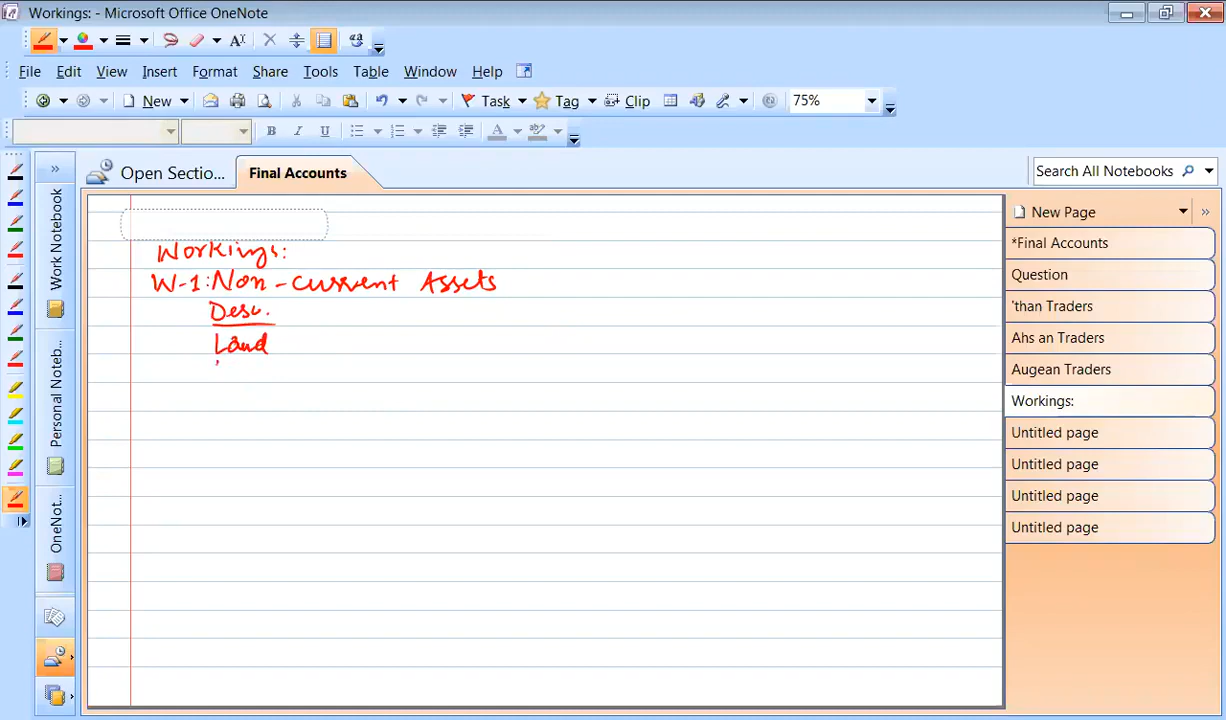 Workings: - Microsoft Office OneNote
File Edit View Insert Format Share Tools Table Window Help
New Task Tag Clip 75%
B I U A
Open Sectio... Final Accounts Search All Notebooks
Work Notebook
Personal Noteb...
OneNot...
Workings:
W-1: Non-current Assets
Desc.
Land
New Page
*Final Accounts
Question
'than Traders
Ahs an Traders
Augean Traders
Workings:
Untitled page
Untitled page
Untitled page
Untitled page